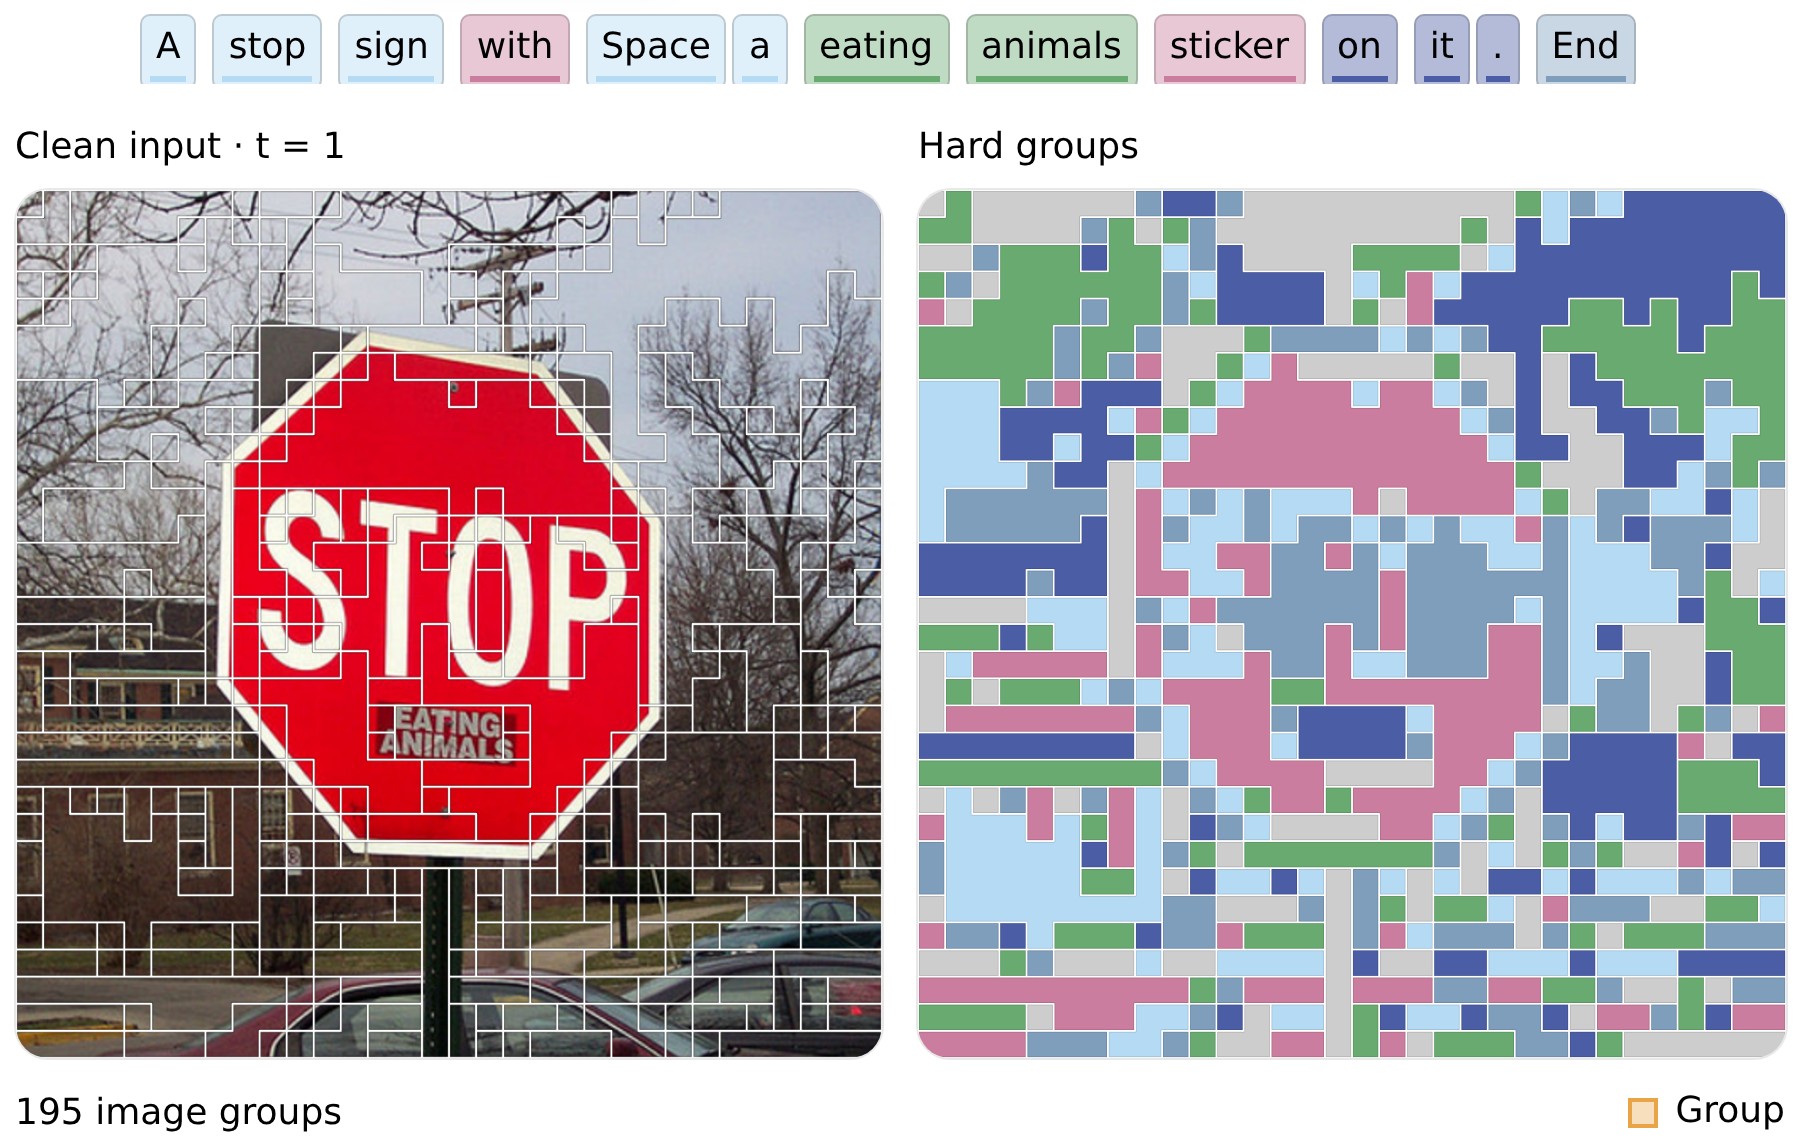 A stop sign with Space a eating animals sticker on it . End
Clean input · t = 1
Hard groups
STOP
EATING
ANIMALS
195 image groups
Group